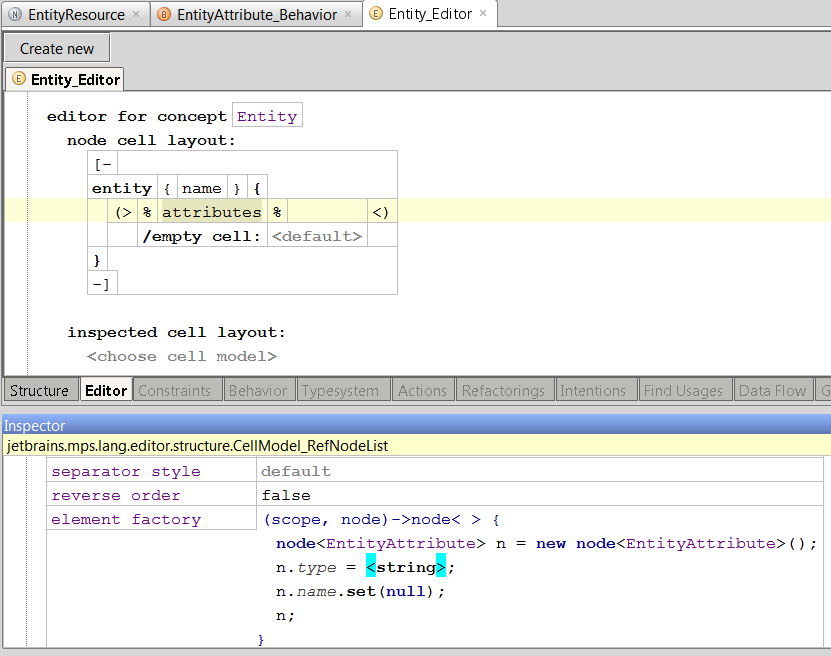 N EntityResource × B EntityAttribute_Behavior × E Entity_Editor ×
Create new
E Entity_Editor
editor for concept Entity
node cell layout:
[-
entity { name } {
(> % attributes % <)
/empty cell: <default>
}
-]
inspected cell layout:
<choose cell model>
Structure Editor Constraints Behavior Typesystem Actions Refactorings Intentions Find Usages Data Flow G
Inspector
jetbrains.mps.lang.editor.structure.CellModel_RefNodeList
separator style default
reverse order false
element factory (scope, node)->node< > {
node<EntityAttribute> n = new node<EntityAttribute>();
n.type = <string>;
n.name.set(null);
n;
}